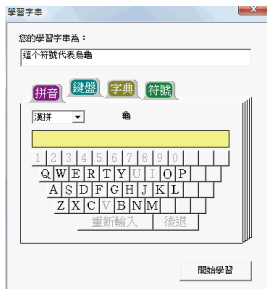 學習字串
您的學習字串為：
這个符號代表烏龜
拼音 鍵盤 字典 符號
漢拼 龜
1 2 3 4 5 6 7 8 9 0
Q W E R T Y U I O P
A S D F G H J K L
Z X C V B N M
重新輸入 後退
開始學習